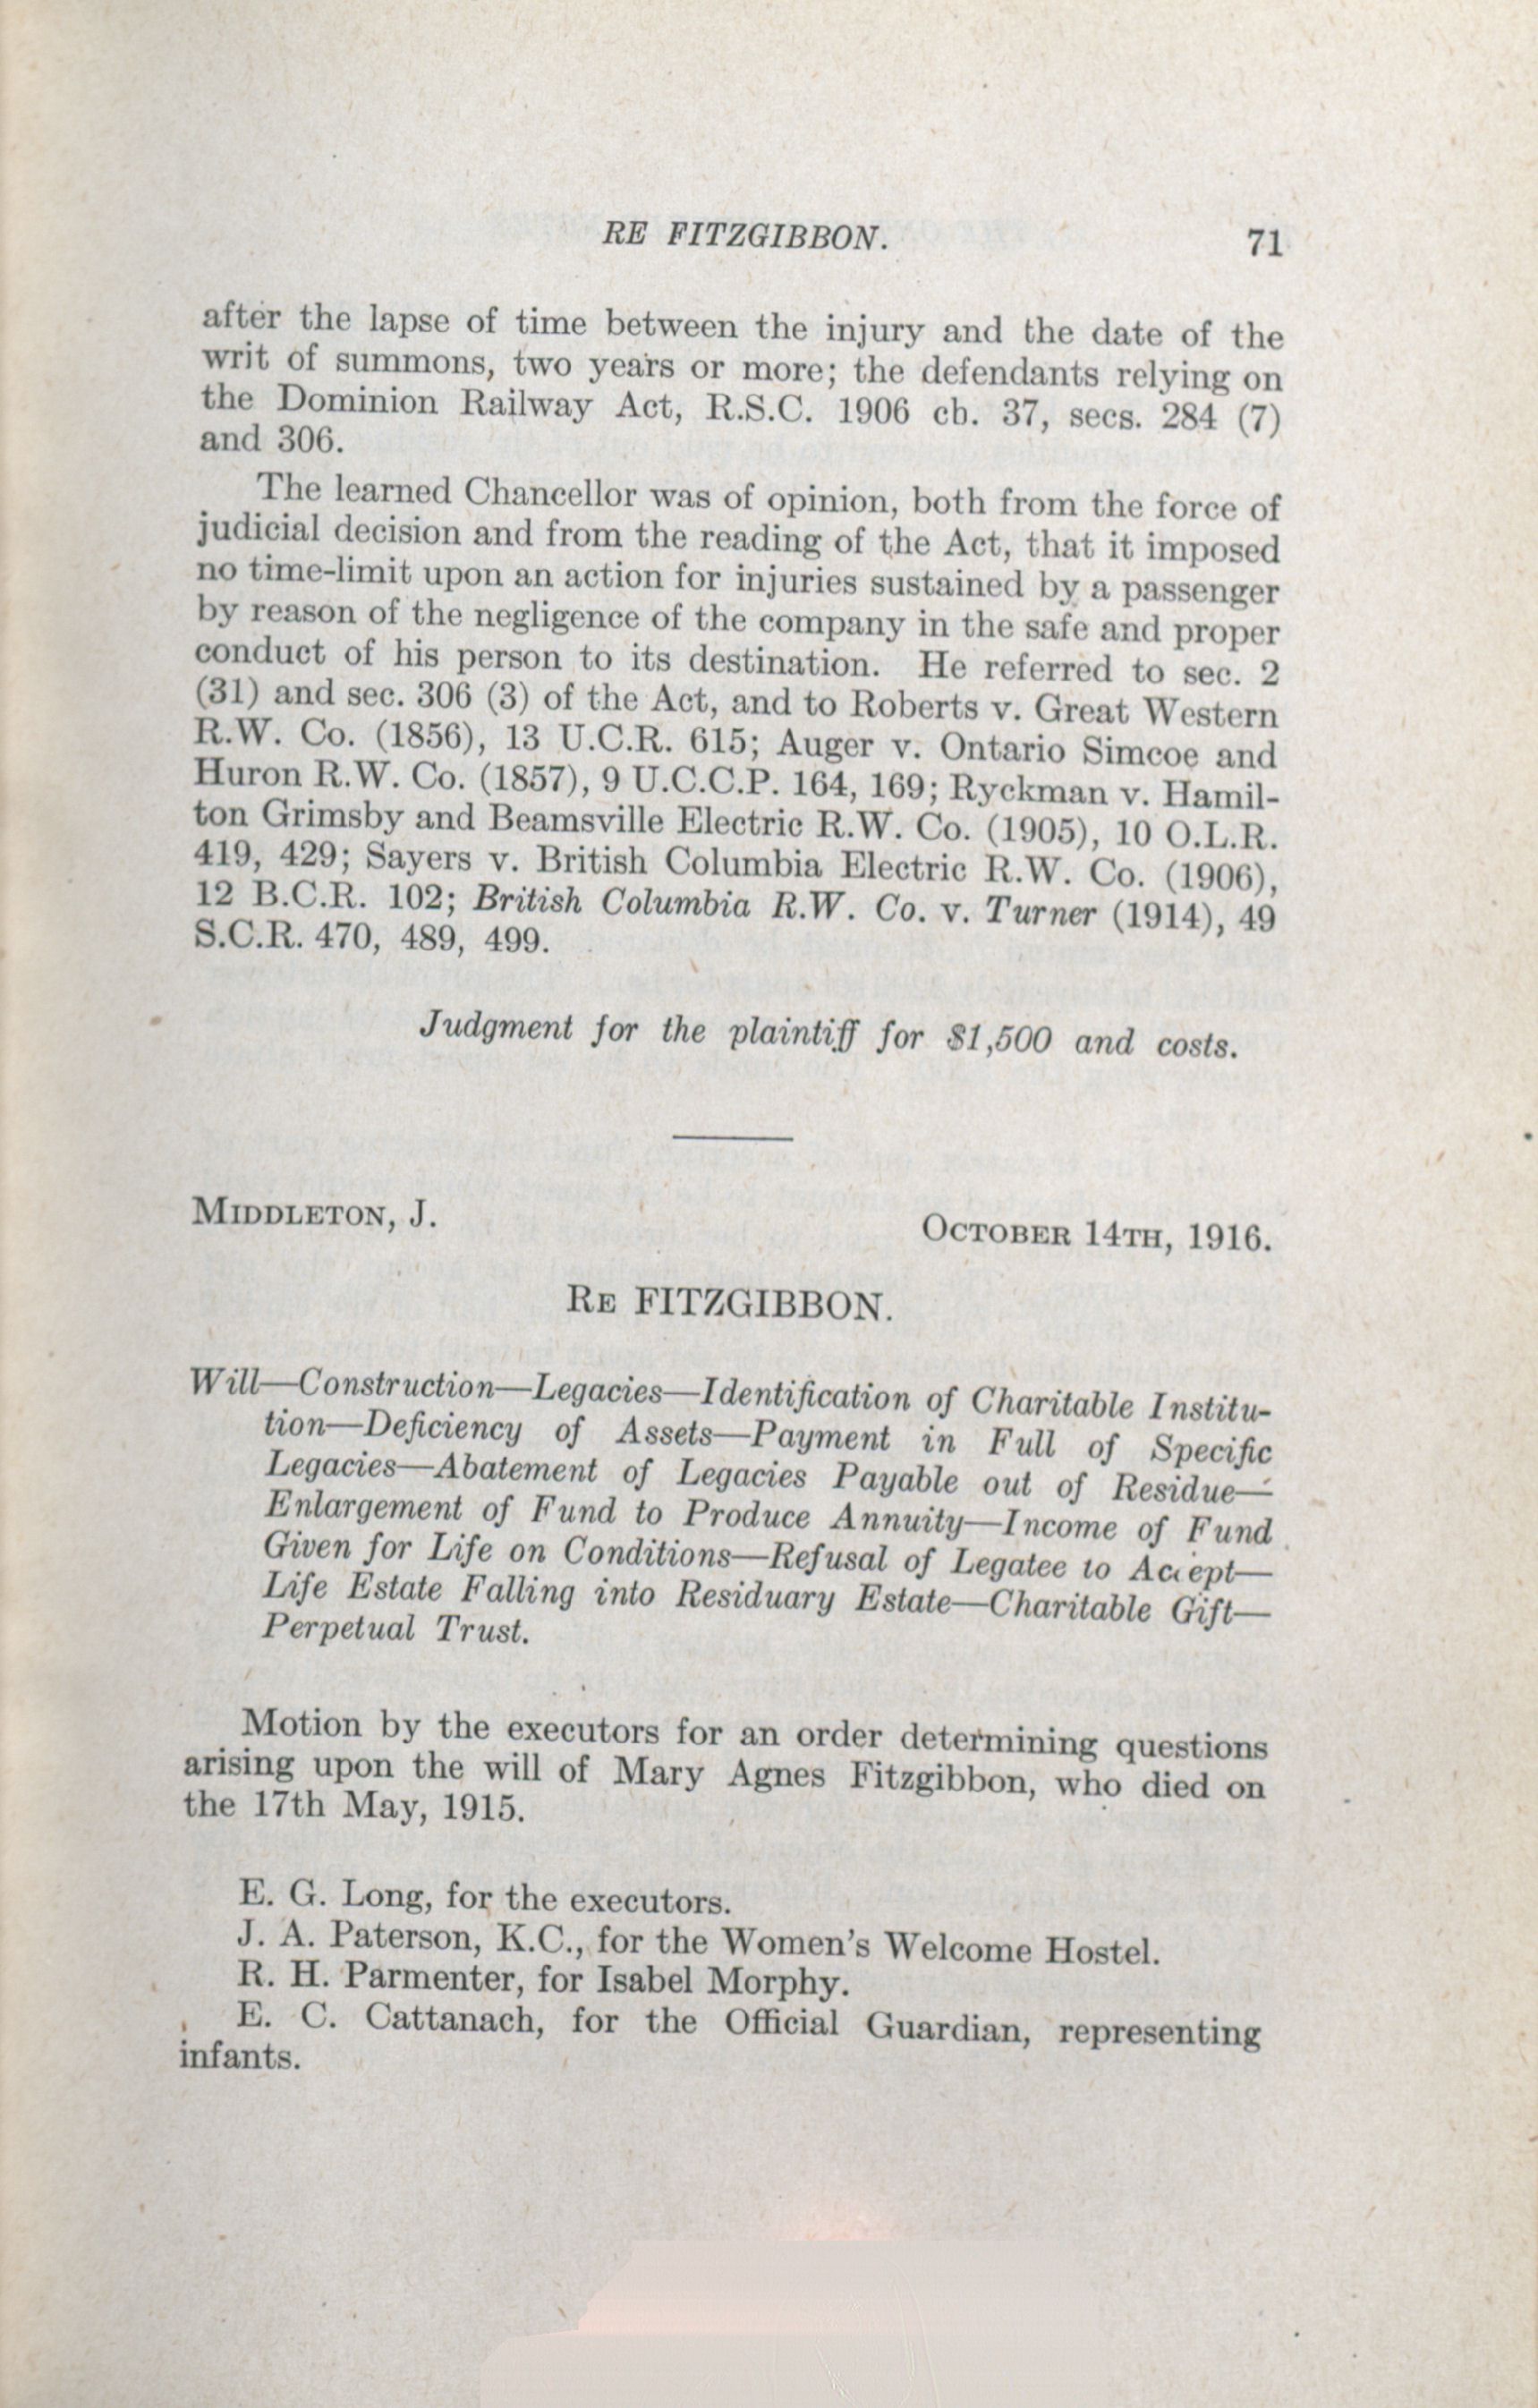 RE FITZGIBBON. 71
after the lapse of time between the injury and the date of the
writ of summons, two years or more; the defendants relying on
the Dominion Railway Act, R.S.C. 1906 cb. 37, secs. 284 (7)
and 306.
The learned Chancellor was of opinion, both from the force of
judicial decision and from the reading of the Act, that it imposed
no time-limit upon an action for injuries sustained by a passenger
by reason of the negligence of the company in the safe and proper
conduct of his person to its destination. He referred to sec. 2
(31) and sec. 306 (3) of the Act, and to Roberts v. Great Western
R.W. Co. (1856), 13 U.C.R. 615; Auger v. Ontario Simcoe and
Huron R.W. Co. (1857), 9 U.C.C.P. 164, 169; Ryckman v. Hamil-
ton Grimsby and Beamsville Electric R.W. Co. (1905), 10 O.L.R.
419, 429; Sayers v. British Columbia Electric R.W. Co. (1906),
12 B.C.R. 102; British Columbia R.W. Co. v. Turner (1914), 49
S.C.R. 470, 489, 499.
Judgment for the plaintiff for $1,500 and costs.
MIDDLETON, J. OCTOBER 14TH, 1916.
RE FITZGIBBON.
Will—Construction—Legacies—Identification of Charitable Institu-
tion—Deficiency of Assets—Payment in Full of Specific
Legacies—Abatement of Legacies Payable out of Residue—
Enlargement of Fund to Produce Annuity—Income of Fund
Given for Life on Conditions—Refusal of Legatee to Accept—
Life Estate Falling into Residuary Estate—Charitable Gift—
Perpetual Trust.
Motion by the executors for an order determining questions
arising upon the will of Mary Agnes Fitzgibbon, who died on
the 17th May, 1915.
E. G. Long, for the executors.
J. A. Paterson, K.C., for the Women's Welcome Hostel.
R. H. Parmenter, for Isabel Morphy.
E. C. Cattanach, for the Official Guardian, representing
infants.